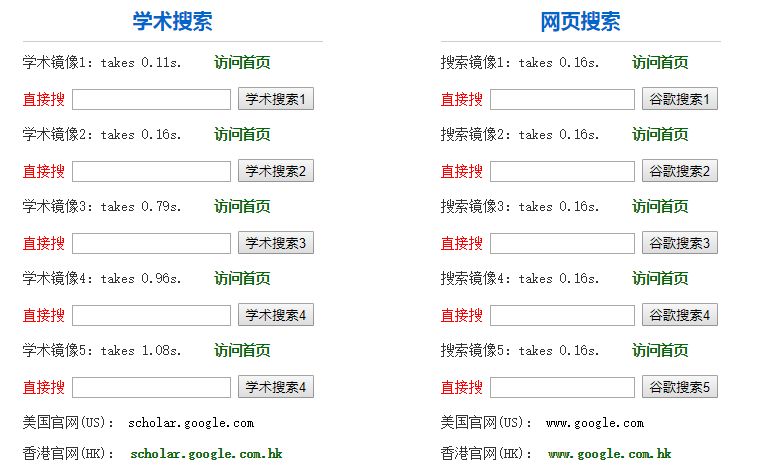 学术搜索
学术镜像1: takes 0.11s. 访问首页
直接搜 学术搜索1
学术镜像2: takes 0.16s. 访问首页
直接搜 学术搜索2
学术镜像3: takes 0.79s. 访问首页
直接搜 学术搜索3
学术镜像4: takes 0.96s. 访问首页
直接搜 学术搜索4
学术镜像5: takes 1.08s. 访问首页
直接搜 学术搜索4
美国官网(US): scholar.google.com
香港官网(HK): scholar.google.com.hk
网页搜索
搜索镜像1: takes 0.16s. 访问首页
直接搜 谷歌搜索1
搜索镜像2: takes 0.16s. 访问首页
直接搜 谷歌搜索2
搜索镜像3: takes 0.16s. 访问首页
直接搜 谷歌搜索3
搜索镜像4: takes 0.16s. 访问首页
直接搜 谷歌搜索4
搜索镜像5: takes 0.16s. 访问首页
直接搜 谷歌搜索5
美国官网(US): www.google.com
香港官网(HK): www.google.com.hk